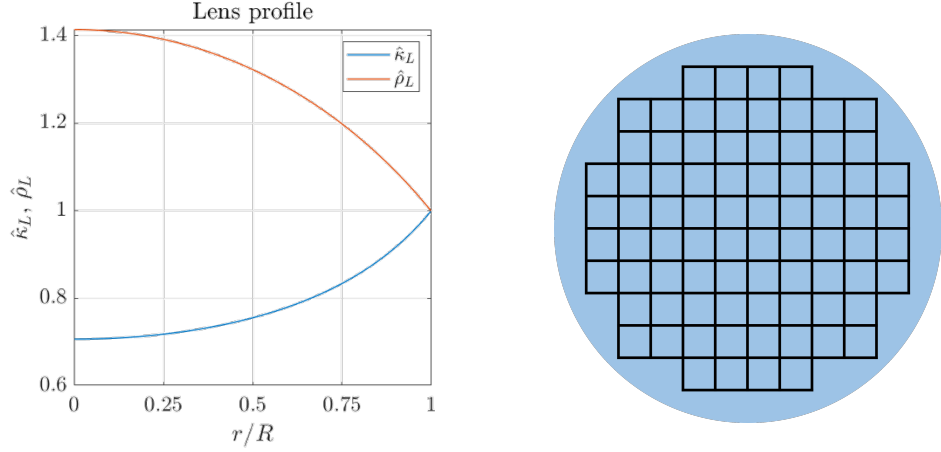 Lens profile
1.4
1.2
1
0.8
0.6
κ̂_L, ρ̂_L
κ̂_L
ρ̂_L
0
0.25
0.5
0.75
1
r/R